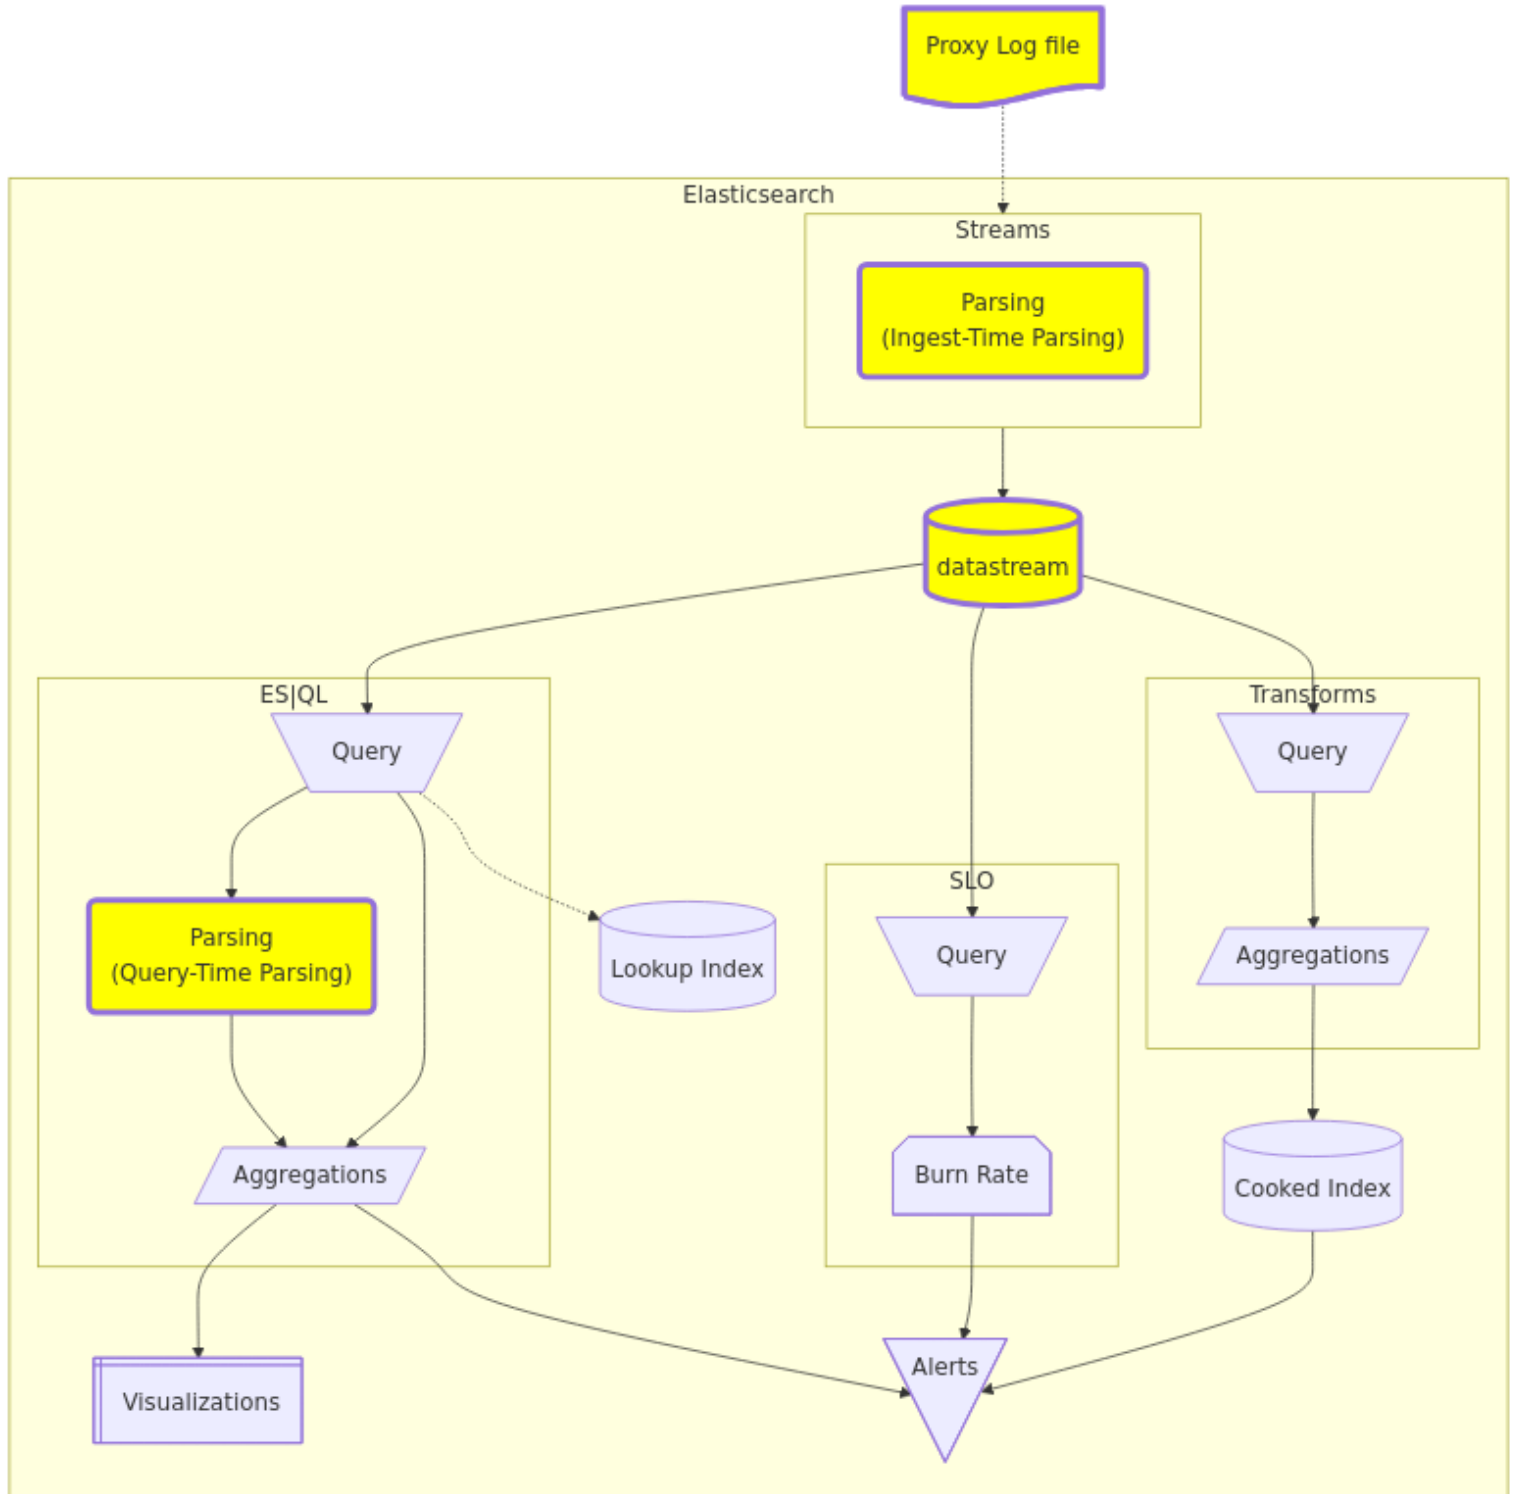 Proxy Log file
Elasticsearch
Streams
Parsing
(Ingest-Time Parsing)
datastream
ES|QL
Query
Transforms
Query
SLO
Query
Parsing
(Query-Time Parsing)
Lookup Index
Aggregations
Aggregations
Burn Rate
Cooked Index
Alerts
Visualizations